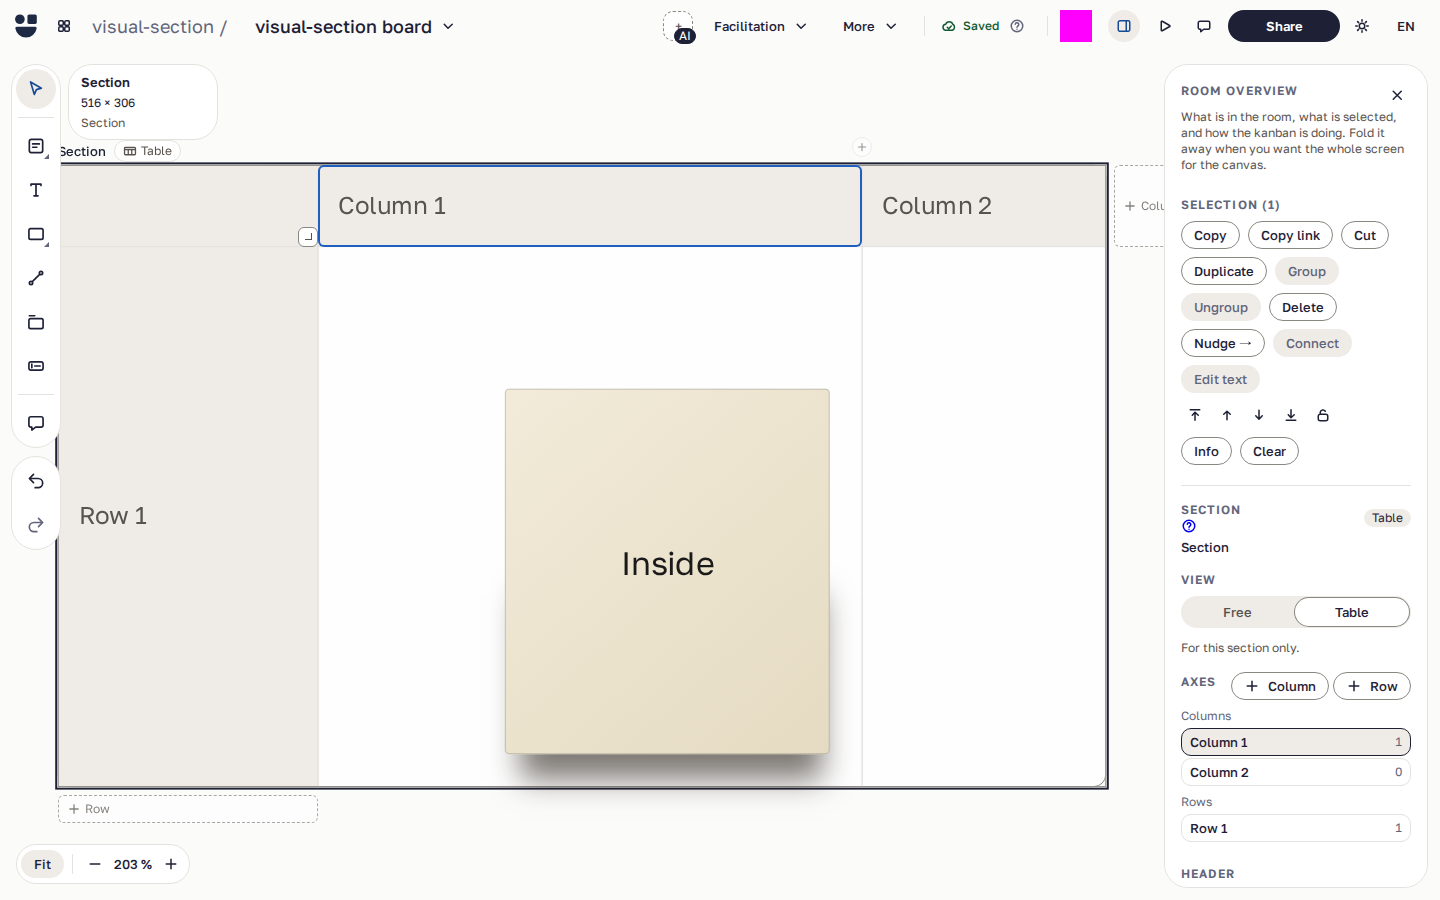 visual-section / visual-section board
AI
Facilitation
More
Saved
Share
EN
Section
516 × 306
Section
Section
Table
Column 1
Column 2
Row 1
Inside
Row
Fit
203 %
ROOM OVERVIEW
What is in the room, what is selected,
and how the kanban is doing. Fold it
away when you want the whole screen
for the canvas.
SELECTION (1)
Copy
Copy link
Cut
Duplicate
Group
Ungroup
Delete
Nudge →
Connect
Edit text
Info
Clear
SECTION
Table
Section
VIEW
Free
Table
For this section only.
AXES
Column
Row
Columns
Column 1 1
Column 2 0
Rows
Row 1 1
HEADER